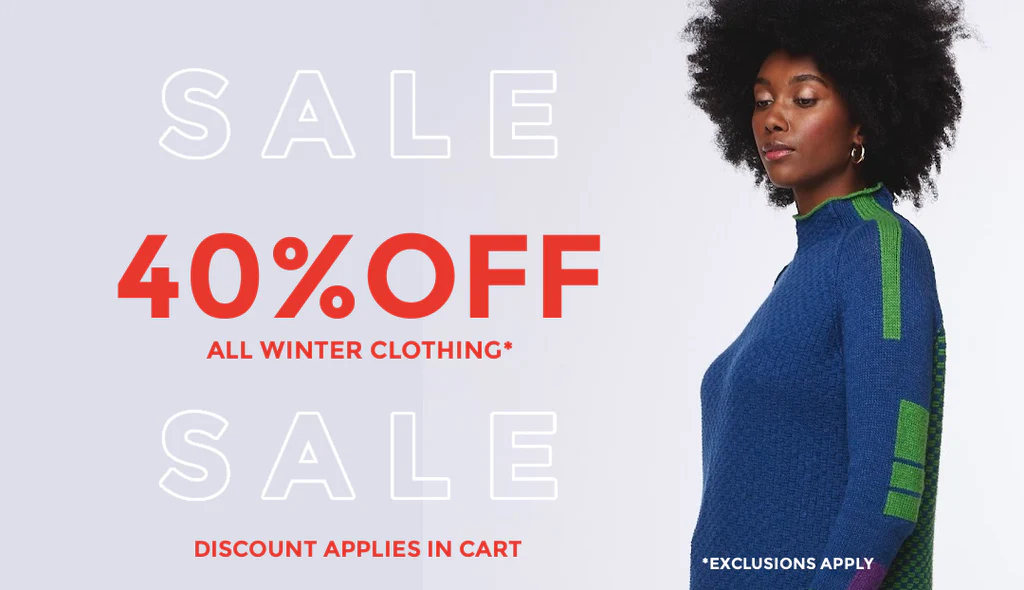 SALE
40%OFF
ALL WINTER CLOTHING*
SALE
DISCOUNT APPLIES IN CART
*EXCLUSIONS APPLY